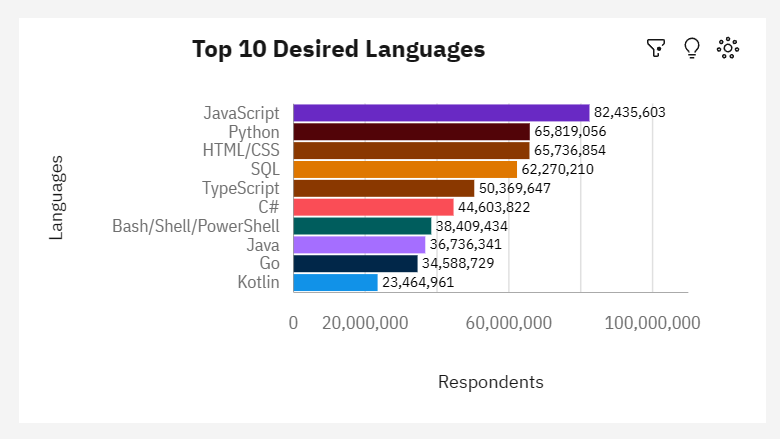 Top 10 Desired Languages
Languages
JavaScript 82,435,603
Python 65,819,056
HTML/CSS 65,736,854
SQL 62,270,210
TypeScript 50,369,647
C# 44,603,822
Bash/Shell/PowerShell 38,409,434
Java 36,736,341
Go 34,588,729
Kotlin 23,464,961
0 20,000,000 60,000,000 100,000,000
Respondents